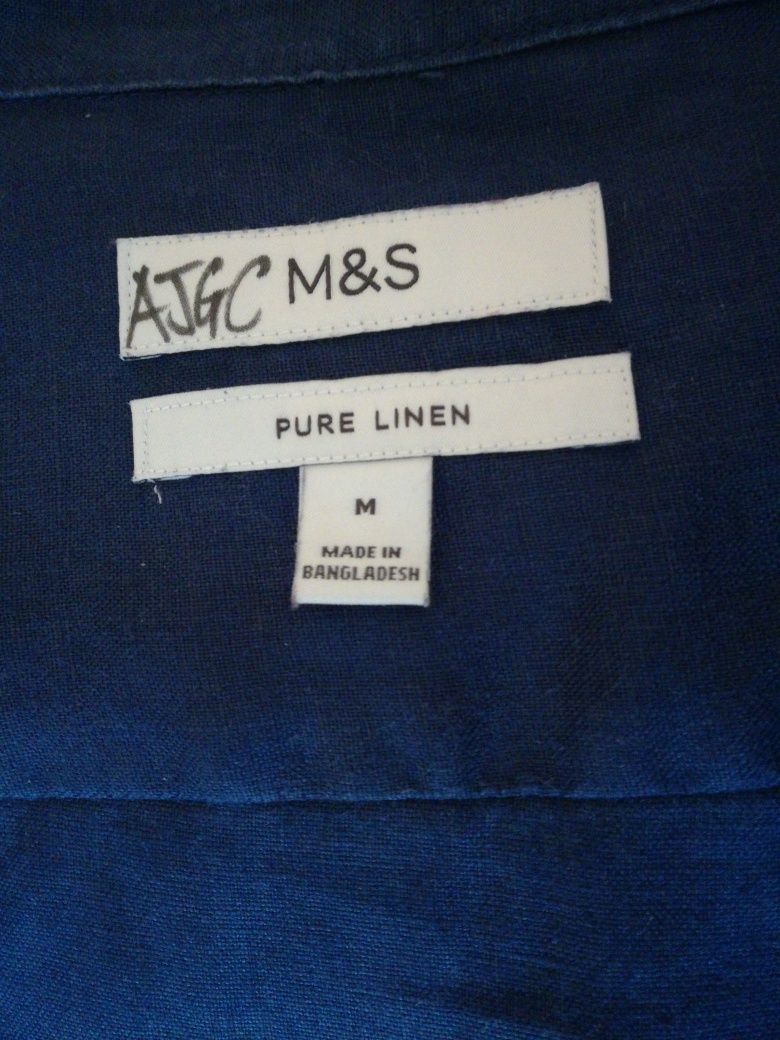 AJGC M&S
PURE LINEN
M
MADE IN
BANGLADESH